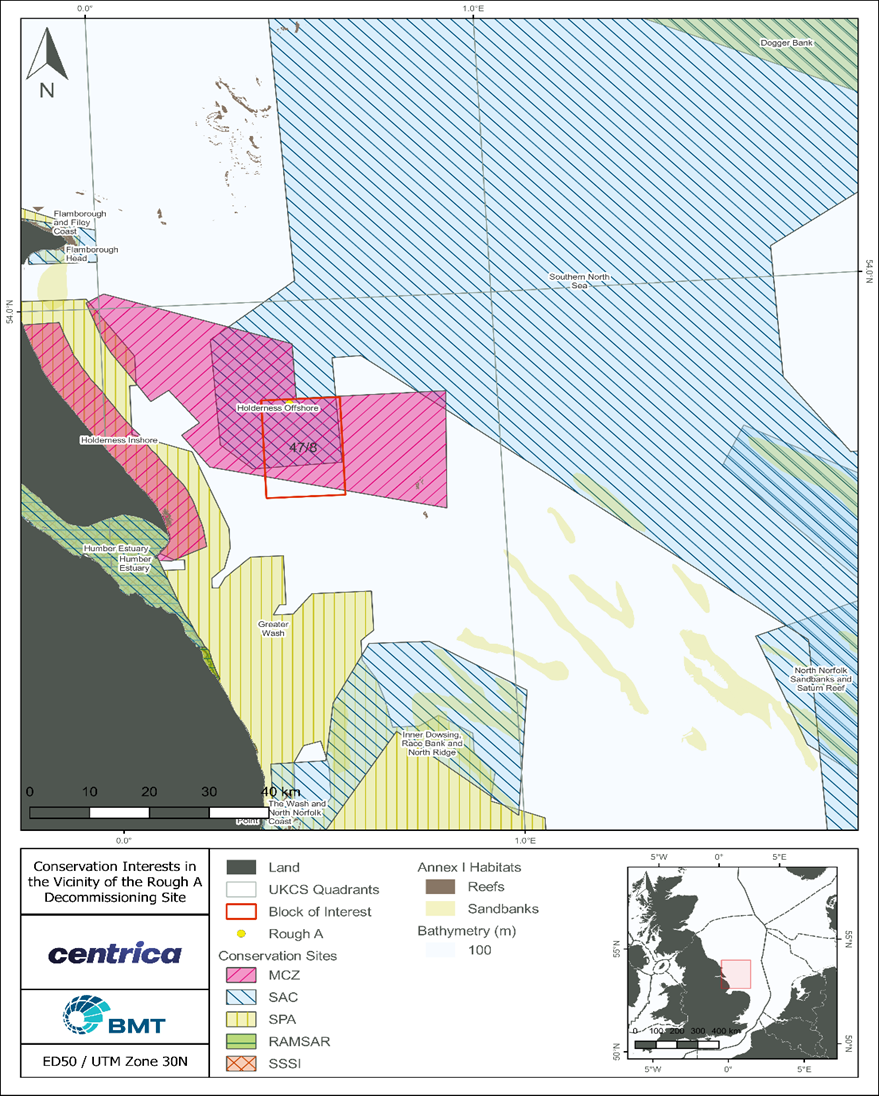 0.0°
1.0°E
Dogger Bank
N
Flamborough
and Filey
Coast
Flamborough
Head
54.0°N
Southern North
Sea
54.0°N
Holderness Offshore
47/8
Holderness Inshore
Humber Estuary
Humber
Estuary
Greater
Wash
North Norfolk
Sandbanks and
Saturn Reef
Inner Dowsing,
Race Bank and
North Ridge
0 10 20 30 40 km
The Wash and
North Norfolk
Coast
Point
0.0°
1.0°E
Conservation Interests in
the Vicinity of the Rough A
Decommissioning Site
centrica
BMT
ED50 / UTM Zone 30N
Land
UKCS Quadrants
Block of Interest
Rough A
Conservation Sites
MCZ
SAC
SPA
RAMSAR
SSSI
Annex I Habitats
Reefs
Sandbanks
Bathymetry (m)
100
5°W 0° 5°E
55°N
55°N
0 100 200 300 400 km
50°N
50°N
5°W 0° 5°E